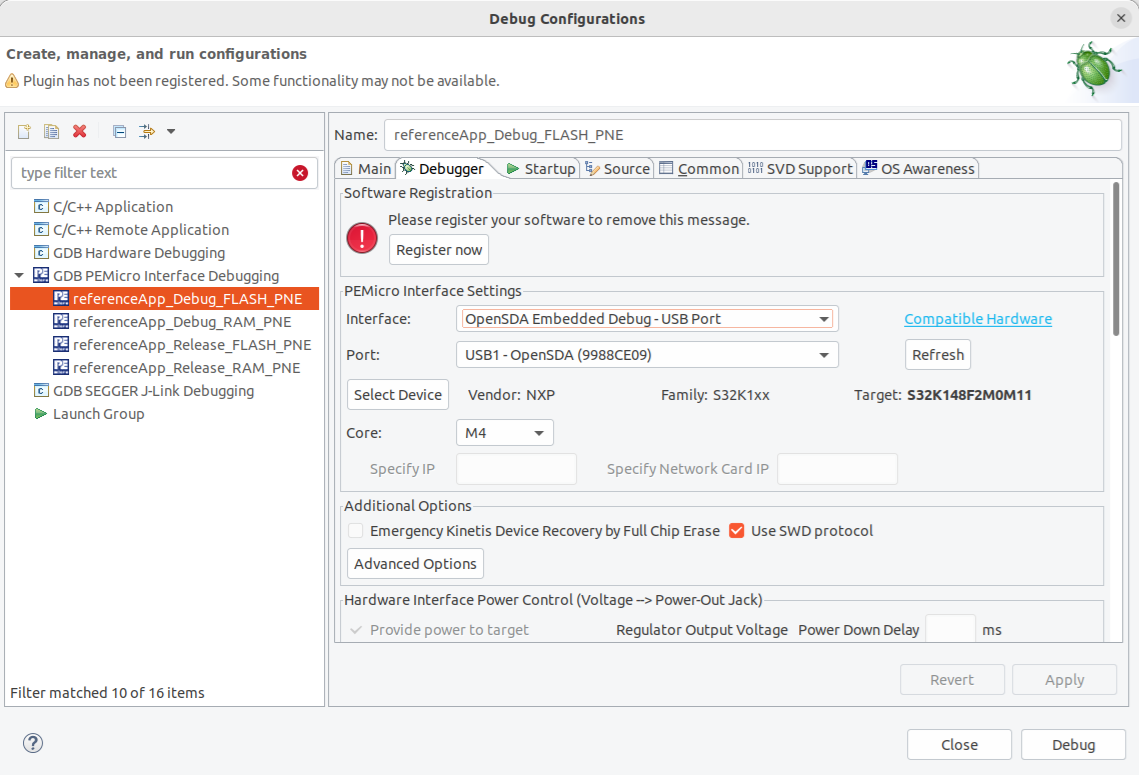 Debug Configurations
Create, manage, and run configurations
Plugin has not been registered. Some functionality may not be available.
type filter text
C/C++ Application
C/C++ Remote Application
GDB Hardware Debugging
GDB PEMicro Interface Debugging
referenceApp_Debug_FLASH_PNE
referenceApp_Debug_RAM_PNE
referenceApp_Release_FLASH_PNE
referenceApp_Release_RAM_PNE
GDB SEGGER J-Link Debugging
Launch Group
Filter matched 10 of 16 items
Name: referenceApp_Debug_FLASH_PNE
Main Debugger Startup Source Common SVD Support OS Awareness
Software Registration
Please register your software to remove this message.
Register now
PEMicro Interface Settings
Interface: OpenSDA Embedded Debug - USB Port Compatible Hardware
Port: USB1 - OpenSDA (9988CE09) Refresh
Select Device Vendor: NXP Family: S32K1xx Target: S32K148F2M0M11
Core: M4
Specify IP Specify Network Card IP
Additional Options
Emergency Kinetis Device Recovery by Full Chip Erase Use SWD protocol
Advanced Options
Hardware Interface Power Control (Voltage --> Power-Out Jack)
Provide power to target Regulator Output Voltage Power Down Delay ms
Revert Apply
Close Debug